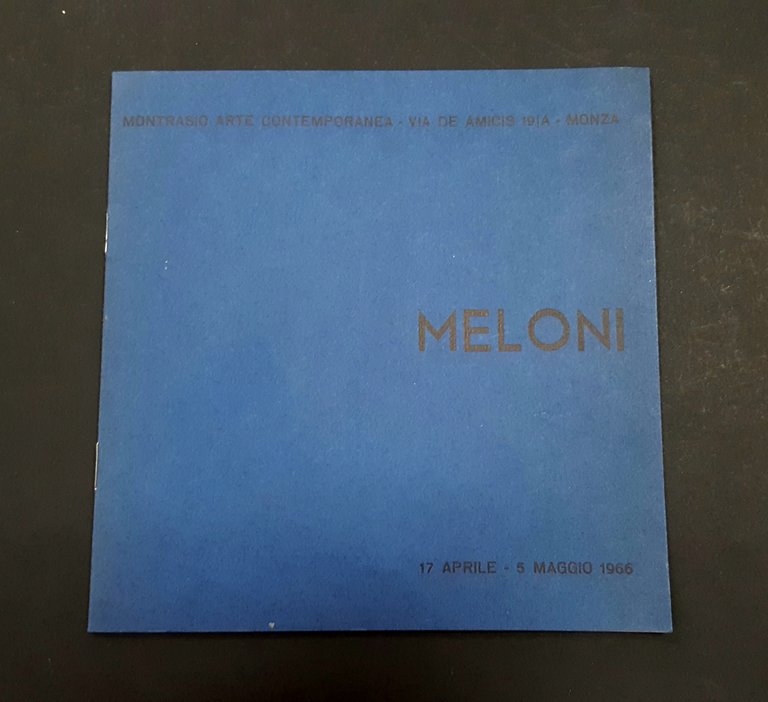 MONTRASIO ARTE CONTEMPORANEA - VIA DE AMICIS 19/A - MONZA
MELONI
17 APRILE - 5 MAGGIO 1966